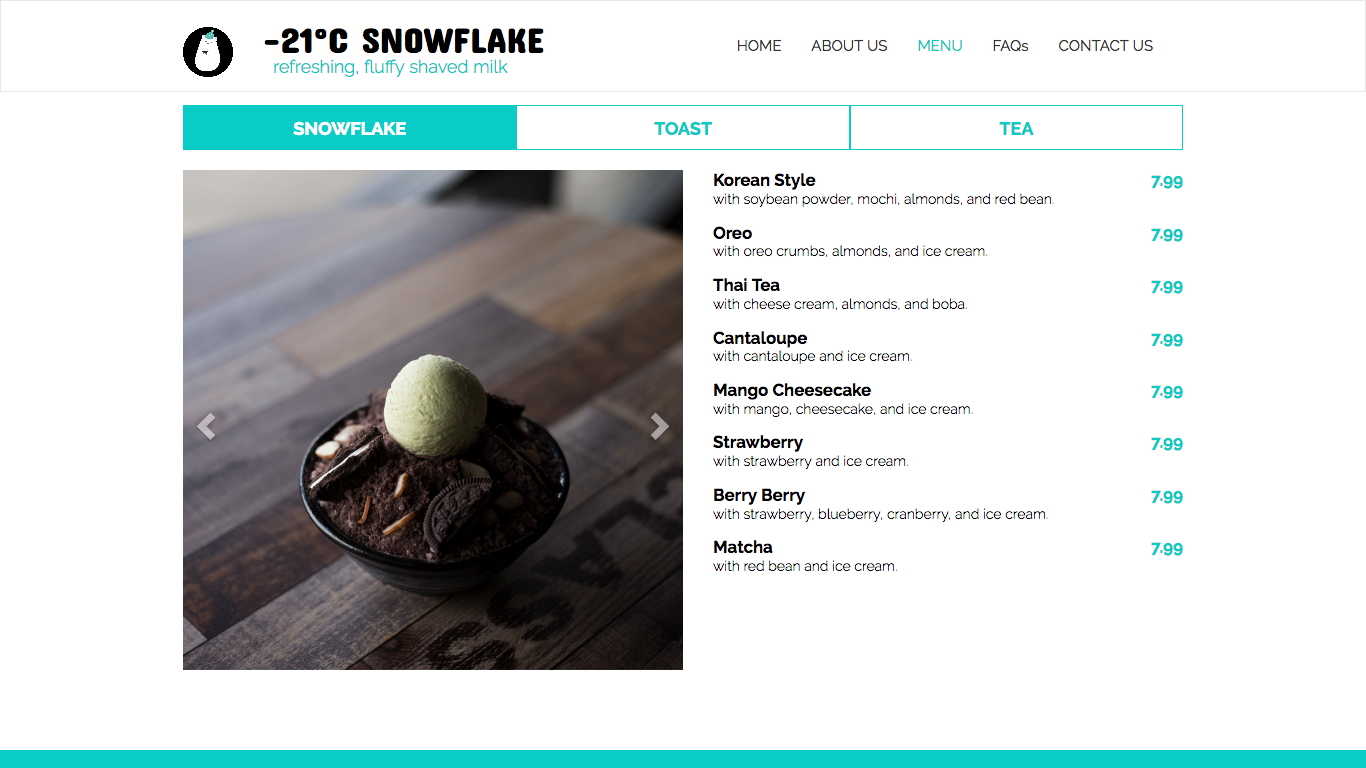 -21°C SNOWFLAKE
refreshing, fluffy shaved milk
HOME ABOUT US MENU FAQs CONTACT US
SNOWFLAKE TOAST TEA
Korean Style 7.99
with soybean powder, mochi, almonds, and red bean.
Oreo 7.99
with oreo crumbs, almonds, and ice cream.
Thai Tea 7.99
with cheese cream, almonds, and boba.
Cantaloupe 7.99
with cantaloupe and ice cream.
Mango Cheesecake 7.99
with mango, cheesecake, and ice cream.
Strawberry 7.99
with strawberry and ice cream.
Berry Berry 7.99
with strawberry, blueberry, cranberry, and ice cream.
Matcha 7.99
with red bean and ice cream.